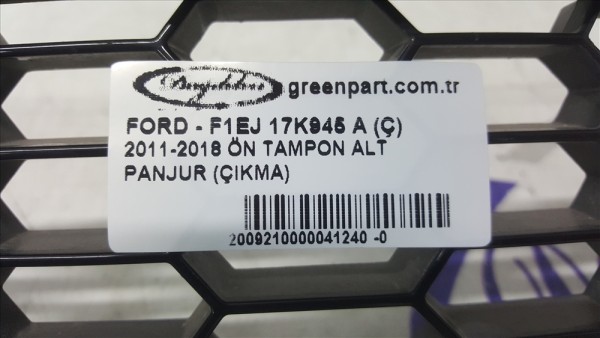 greenpart.com.tr
FORD - F1EJ 17K945 A (Ç)
2011-2018 ÖN TAMPON ALT
PANJUR (ÇIKMA)
2009210000041240 -0